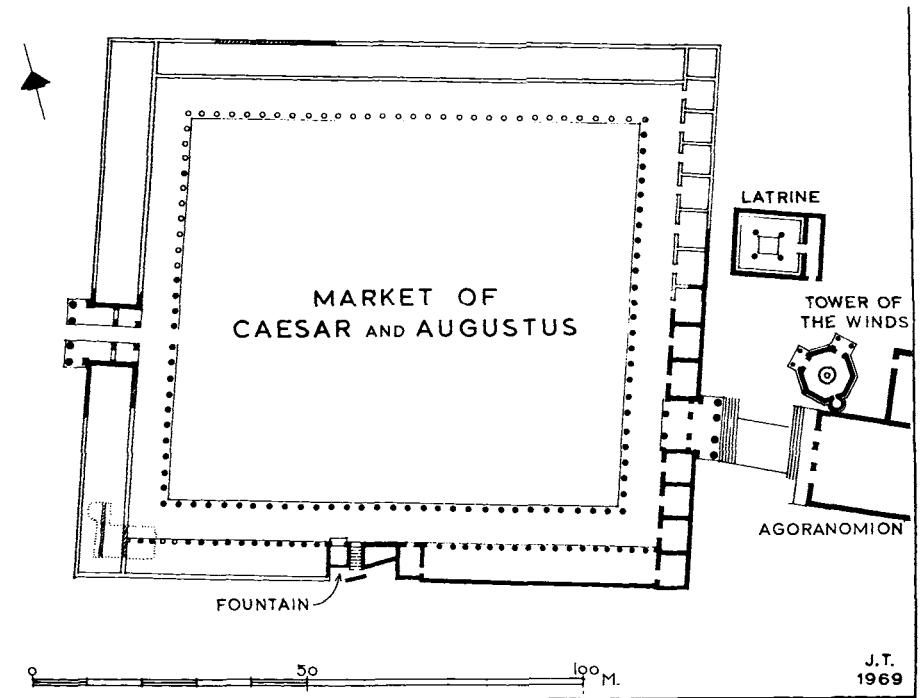 LATRINE
TOWER OF
THE WINDS
MARKET OF
CAESAR AND AUGUSTUS
AGORANOMION
FOUNTAIN
0 50 100 M.
J.T.
1969